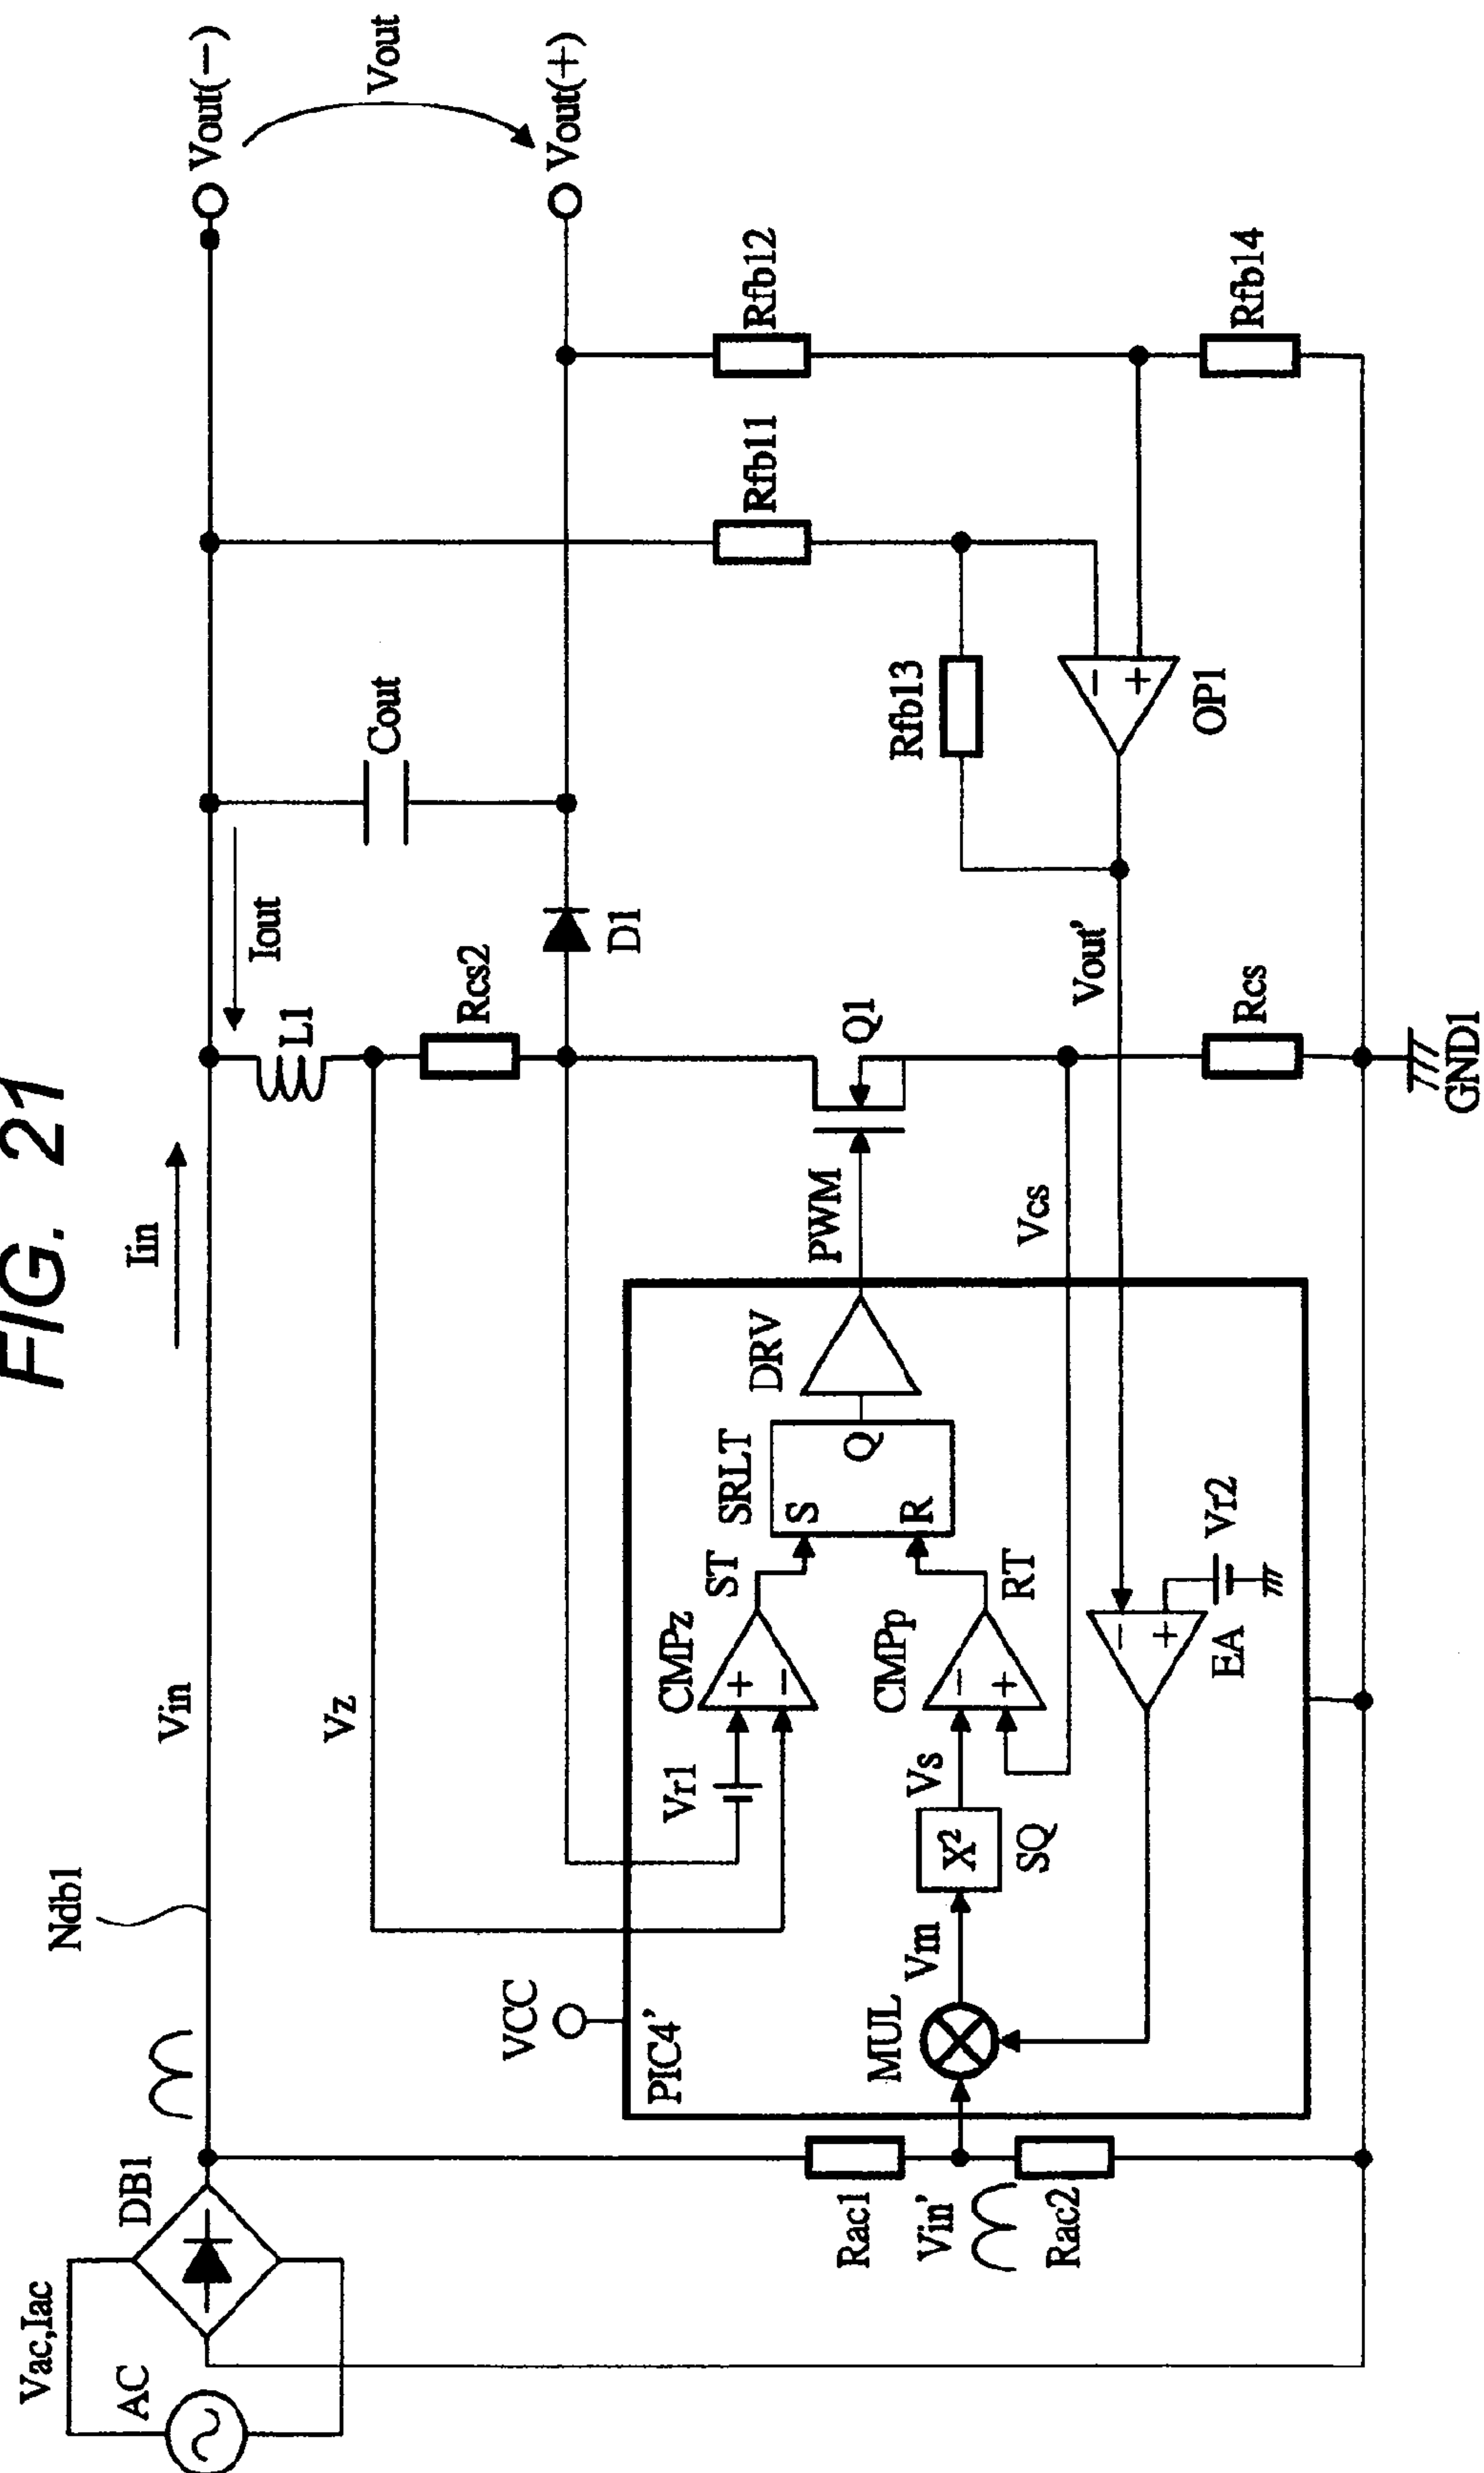 FIG. 21
Vac,Iac
AC
DB1
Ndb1
Vin
Iin
Iout
Vout(−)
Vout
Vout(+)
L1
Cout
Vz
Rcs2
D1
Rfb11
Rfb12
VCC
PIC4'
Vr1
CMPz
+
−
ST
SRLT
S
Q
R
DRV
PWM
Q1
Rfb13
Rac1
Vin'
Rac2
MUL
Vm
X²
SQ
Vs
CMPp
−
+
RT
Vcs
Vout'
−
+
OP1
Rfb14
−
+
EA
Vr2
Rcs
GND1